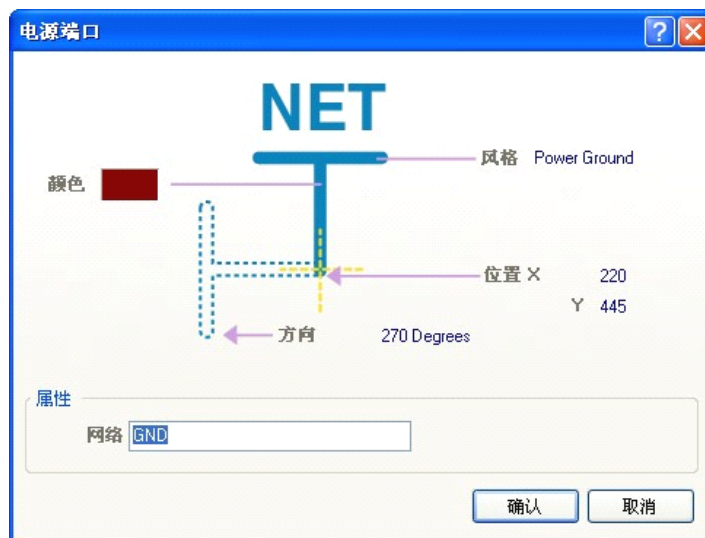 电源端口
NET
风格 Power Ground
颜色
位置 X 220
Y 445
方向 270 Degrees
属性
网络 GND
确认 取消